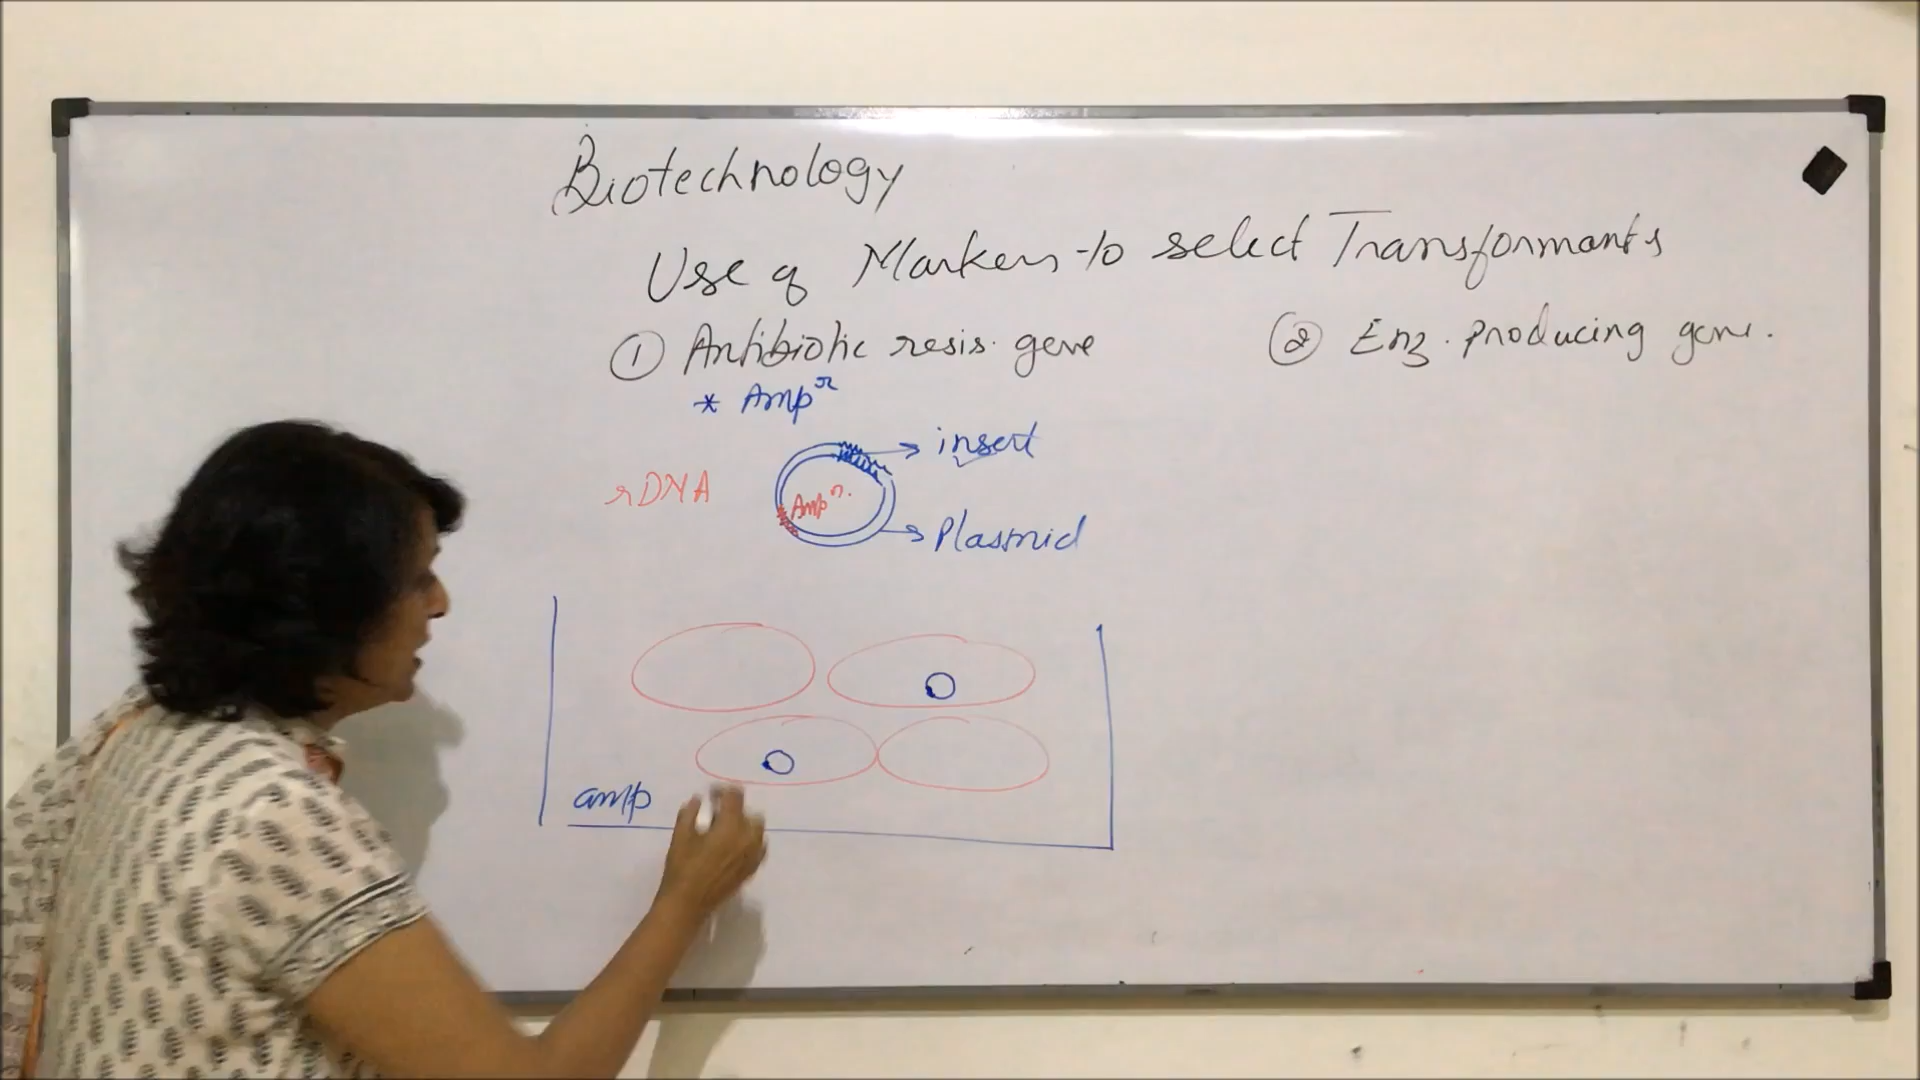 Biotechnology
Use of Markers to select Transformants
① Antibiotic resis. gene
② Enz. producing gene.
* Ampʳ
insert
rDNA
Ampʳ.
Plasmid
amp